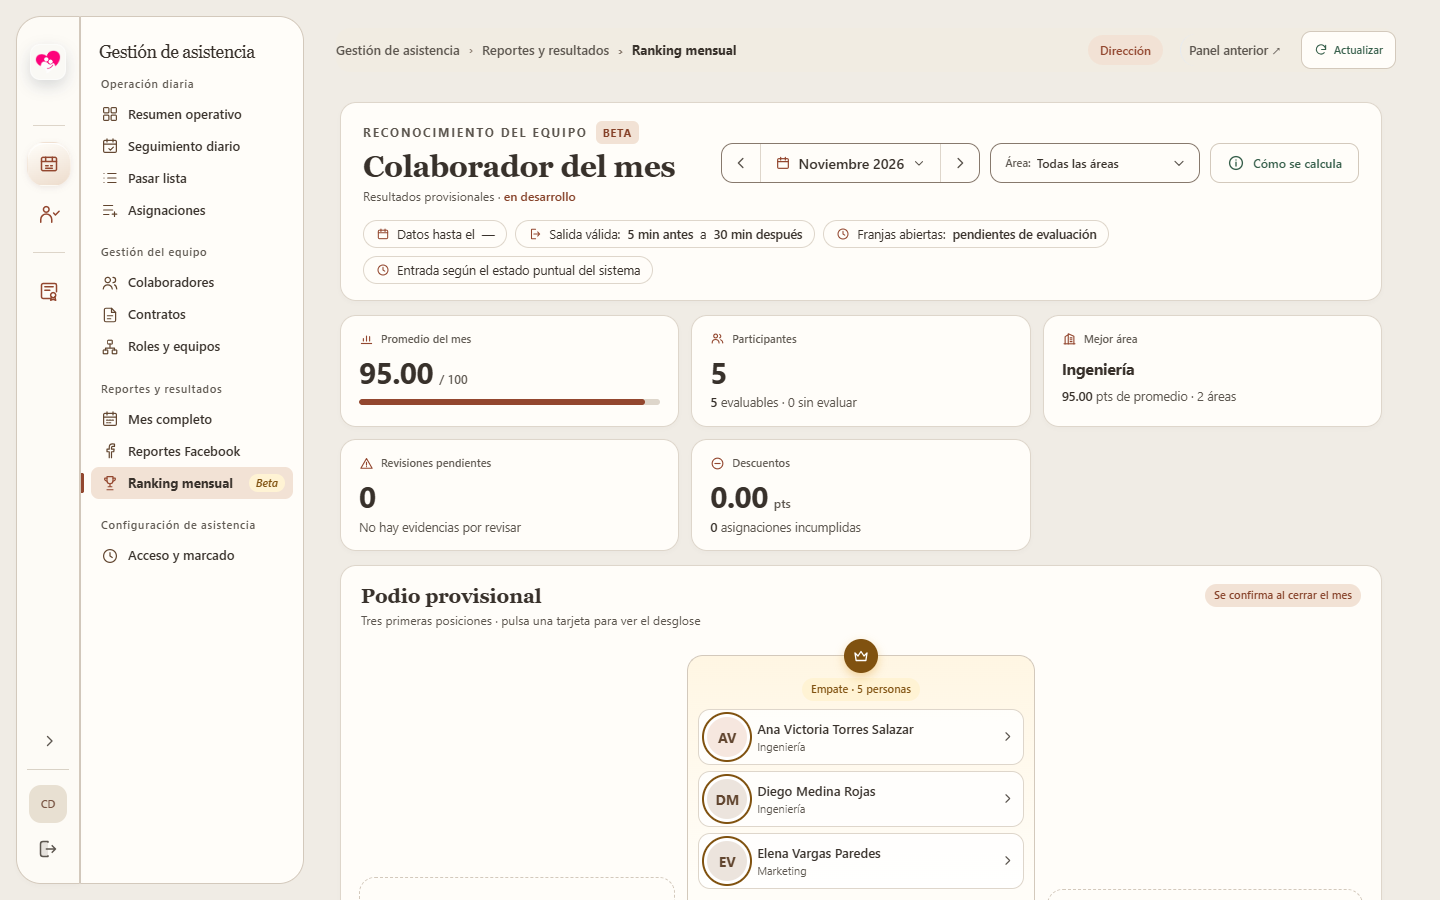 Gestión de asistencia
Operación diaria
Resumen operativo
Seguimiento diario
Pasar lista
Asignaciones
Gestión del equipo
Colaboradores
Contratos
Roles y equipos
Reportes y resultados
Mes completo
Reportes Facebook
Ranking mensual Beta
Configuración de asistencia
Acceso y marcado
CD
Gestión de asistencia › Reportes y resultados › Ranking mensual
Dirección
Panel anterior ↗
Actualizar
RECONOCIMIENTO DEL EQUIPO BETA
Colaborador del mes
Resultados provisionales · en desarrollo
Noviembre 2026
Área: Todas las áreas
Cómo se calcula
Datos hasta el —
Salida válida: 5 min antes a 30 min después
Franjas abiertas: pendientes de evaluación
Entrada según el estado puntual del sistema
Promedio del mes
95.00 / 100
Participantes
5
5 evaluables · 0 sin evaluar
Mejor área
Ingeniería
95.00 pts de promedio · 2 áreas
Revisiones pendientes
0
No hay evidencias por revisar
Descuentos
0.00 pts
0 asignaciones incumplidas
Podio provisional
Tres primeras posiciones · pulsa una tarjeta para ver el desglose
Se confirma al cerrar el mes
Empate · 5 personas
AV
Ana Victoria Torres Salazar
Ingeniería
DM
Diego Medina Rojas
Ingeniería
EV
Elena Vargas Paredes
Marketing